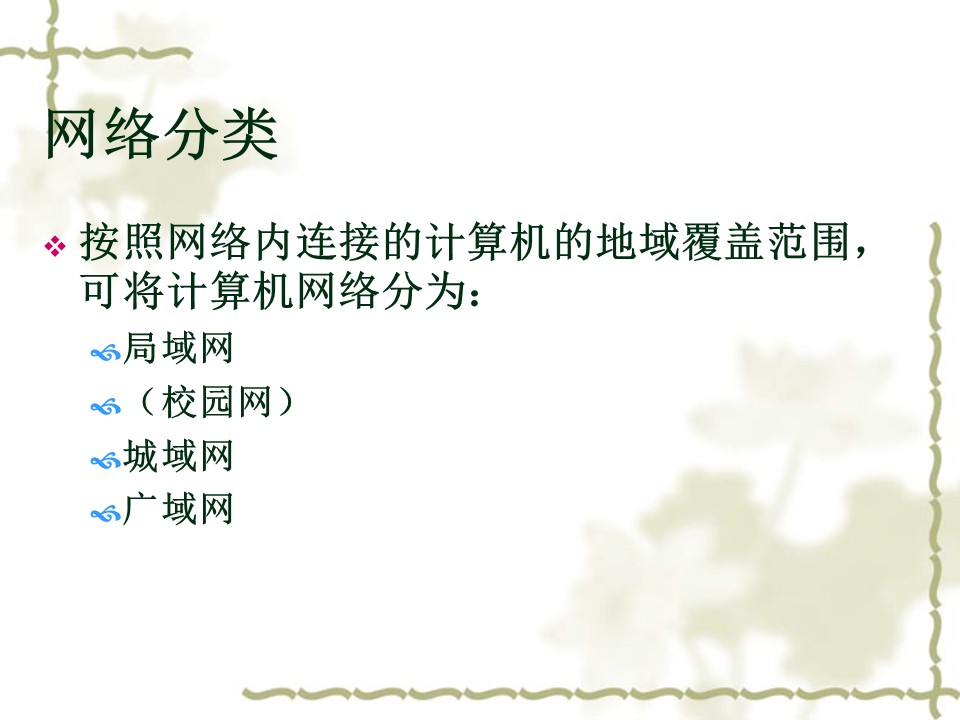 网络分类
按照网络内连接的计算机的地域覆盖范围，
可将计算机网络分为：
局域网
（校园网）
城域网
广域网